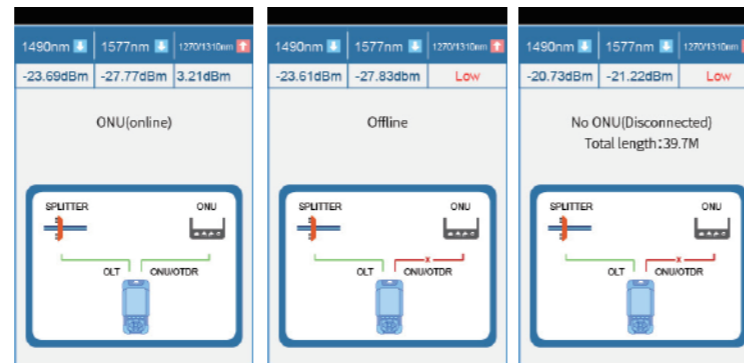 1490nm 1577nm 1270/1310nm
-23.69dBm -27.77dBm 3.21dBm
ONU(online)
SPLITTER ONU
OLT ONU/OTDR
1490nm 1577nm 1270/1310nm
-23.61dBm -27.83dbm Low
Offline
SPLITTER ONU
OLT ONU/OTDR
x
1490nm 1577nm 1270/1310nm
-20.73dBm -21.22dBm Low
No ONU(Disconnected)
Total length:39.7M
SPLITTER ONU
OLT ONU/OTDR
x